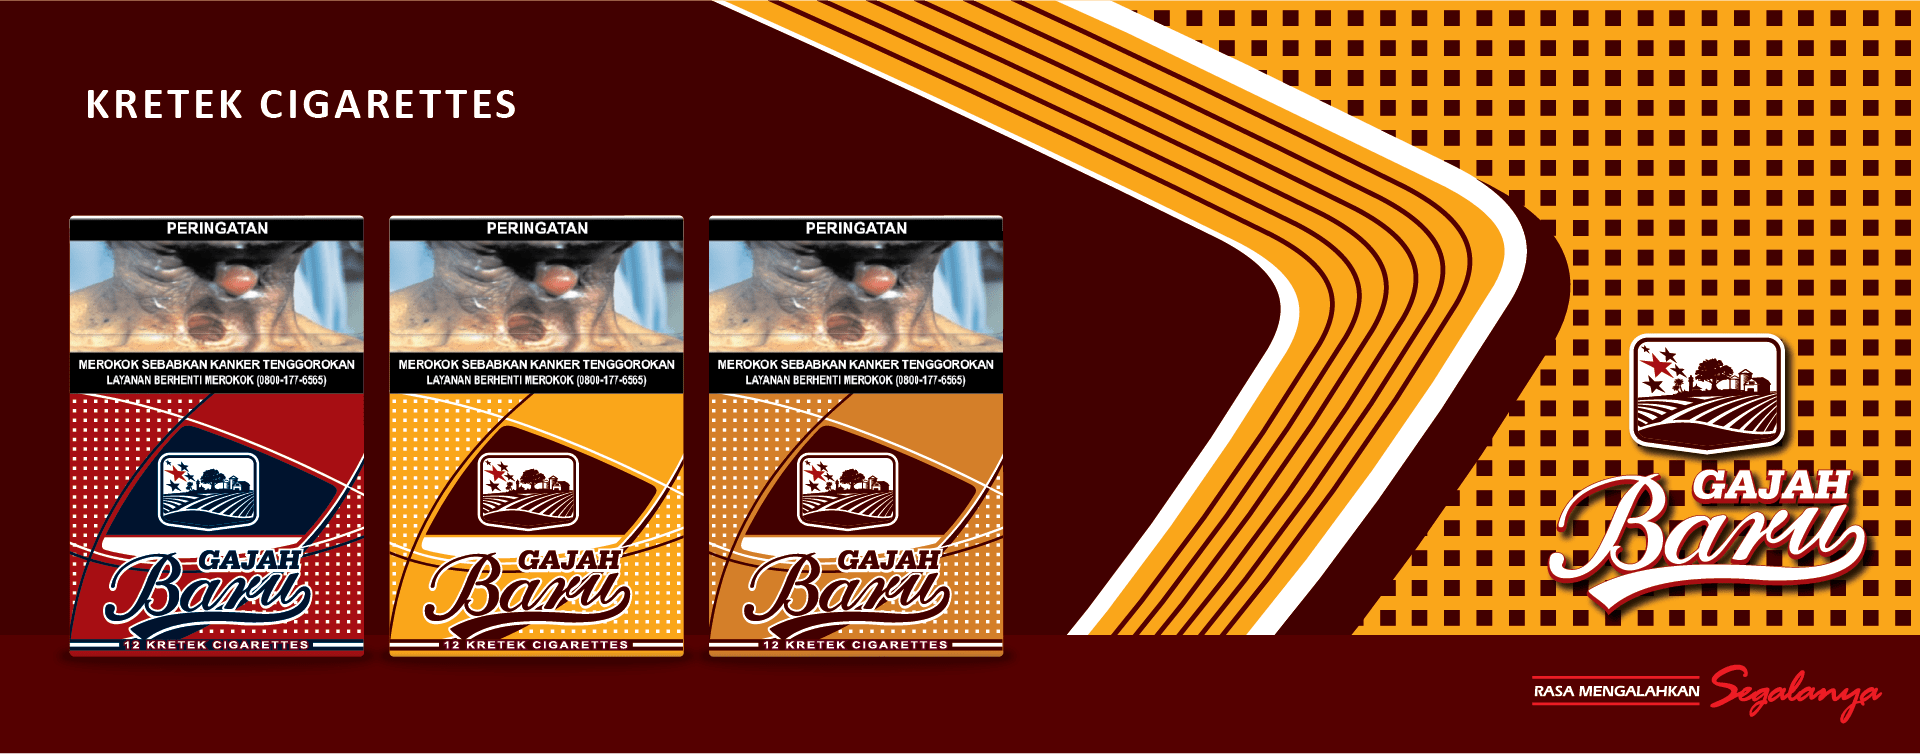 KRETEK CIGARETTES
PERINGATAN
MEROKOK SEBABKAN KANKER TENGGOROKAN
LAYANAN BERHENTI MEROKOK (0800-177-6565)
GAJAH
Baru
12 KRETEK CIGARETTES
PERINGATAN
MEROKOK SEBABKAN KANKER TENGGOROKAN
LAYANAN BERHENTI MEROKOK (0800-177-6565)
GAJAH
Baru
12 KRETEK CIGARETTES
PERINGATAN
MEROKOK SEBABKAN KANKER TENGGOROKAN
LAYANAN BERHENTI MEROKOK (0800-177-6565)
GAJAH
Baru
12 KRETEK CIGARETTES
GAJAH
Baru
RASA MENGALAHKAN Segalanya